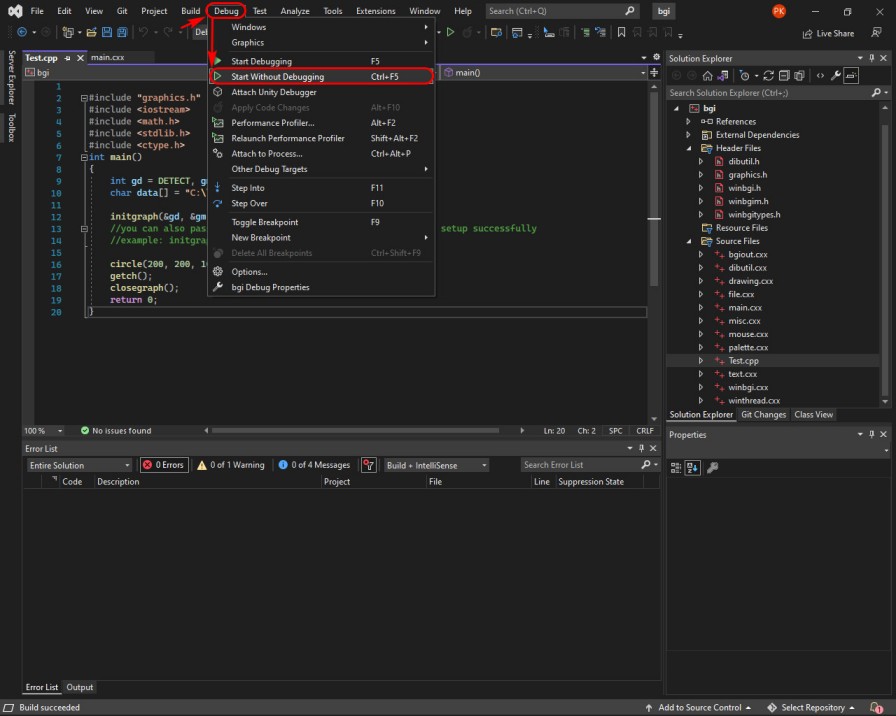 File Edit View Git Project Build Debug Test Analyze Tools Extensions Window Help Search (Ctrl+Q) bgi PK
Live Share
Server Explorer
Toolbox
Test.cpp main.cxx
bgi main()
Windows
Graphics
Start Debugging F5
Start Without Debugging Ctrl+F5
Attach Unity Debugger
Apply Code Changes Alt+F10
Performance Profiler... Alt+F2
Relaunch Performance Profiler Shift+Alt+F2
Attach to Process... Ctrl+Alt+P
Other Debug Targets
Step Into F11
Step Over F10
Toggle Breakpoint F9
New Breakpoint
Delete All Breakpoints Ctrl+Shift+F9
Options...
bgi Debug Properties
1
2 #include "graphics.h"
3 #include <iostream>
4 #include <math.h>
5 #include <stdlib.h>
6 #include <ctype.h>
7 int main()
8 {
9 int gd = DETECT,
10 char data[] = "C:\
11
12 initgraph(&gd, &gm
13 //you can also pas setup successfully
14 //example: initgra
15
16 circle(200, 200,
17 getch();
18 closegraph();
19 return 0;
20 }
100 % No issues found Ln: 20 Ch: 2 SPC CRLF
Solution Explorer
Search Solution Explorer (Ctrl+;)
bgi
References
External Dependencies
Header Files
dibutil.h
graphics.h
winbgi.h
winbgim.h
winbgitypes.h
Resource Files
Source Files
bgiout.cxx
dibutil.cxx
drawing.cxx
file.cxx
main.cxx
misc.cxx
mouse.cxx
palette.cxx
Test.cpp
text.cxx
winbgi.cxx
winthread.cxx
Solution Explorer Git Changes Class View
Properties
Error List
Entire Solution 0 Errors 0 of 1 Warning 0 of 4 Messages Build + IntelliSense Search Error List
Code Description Project File Line Suppression State
Error List Output
Build succeeded Add to Source Control Select Repository 1